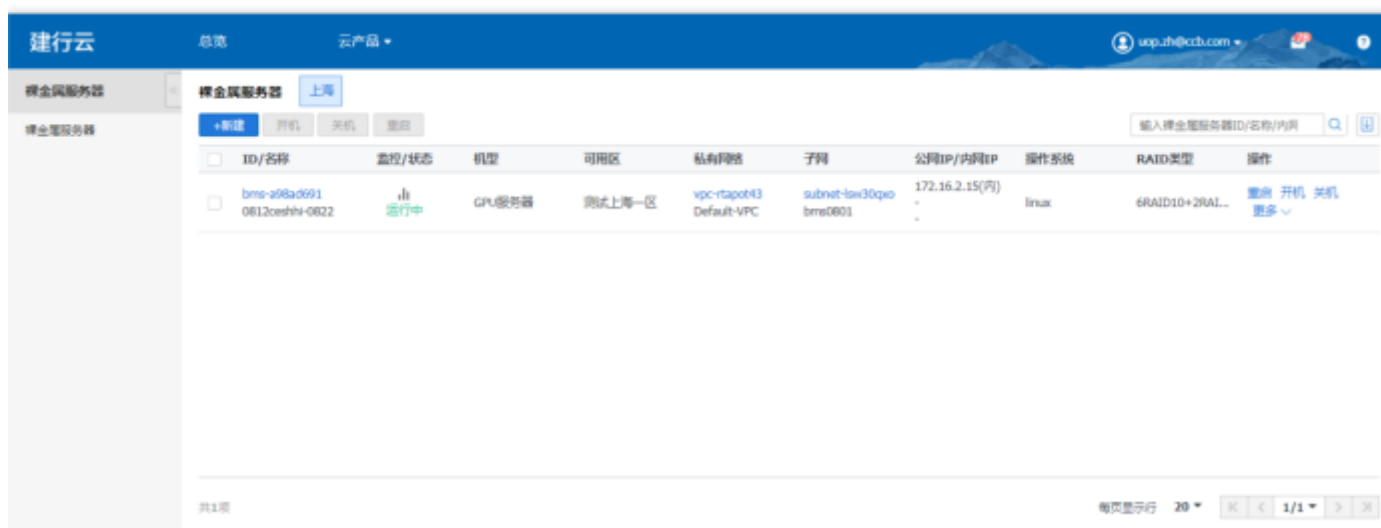 建行云 总览 云产品 uop.zh@ccb.com
裸金属服务器 裸金属服务器 上海
裸金属服务器 +新建 开机 关机 重启 输入裸金属服务器ID/名称/内网
ID/名称 监控/状态 机型 可用区 私有网络 子网 公网IP/内网IP 操作系统 RAID类型 操作
bms-a98ad691 运行中 GPU服务器 测试上海一区 vpc-rtapot43 172.16.2.15(内) linux 6RAID10+2RAI... 重启 开机 关机
0812ceshhi-0822 Default-VPC bms0801 - 更多
-
共1项 每页显示行 20 1/1